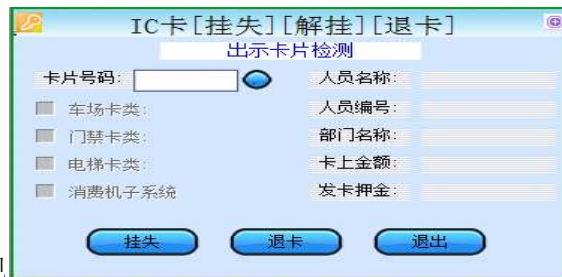 IC卡[挂失][解挂][退卡]
出示卡片检测
卡片号码: 人员名称:
车场卡类: 人员编号:
门禁卡类: 部门名称:
电梯卡类: 卡上金额:
消费机子系统 发卡押金:
挂失 退卡 退出